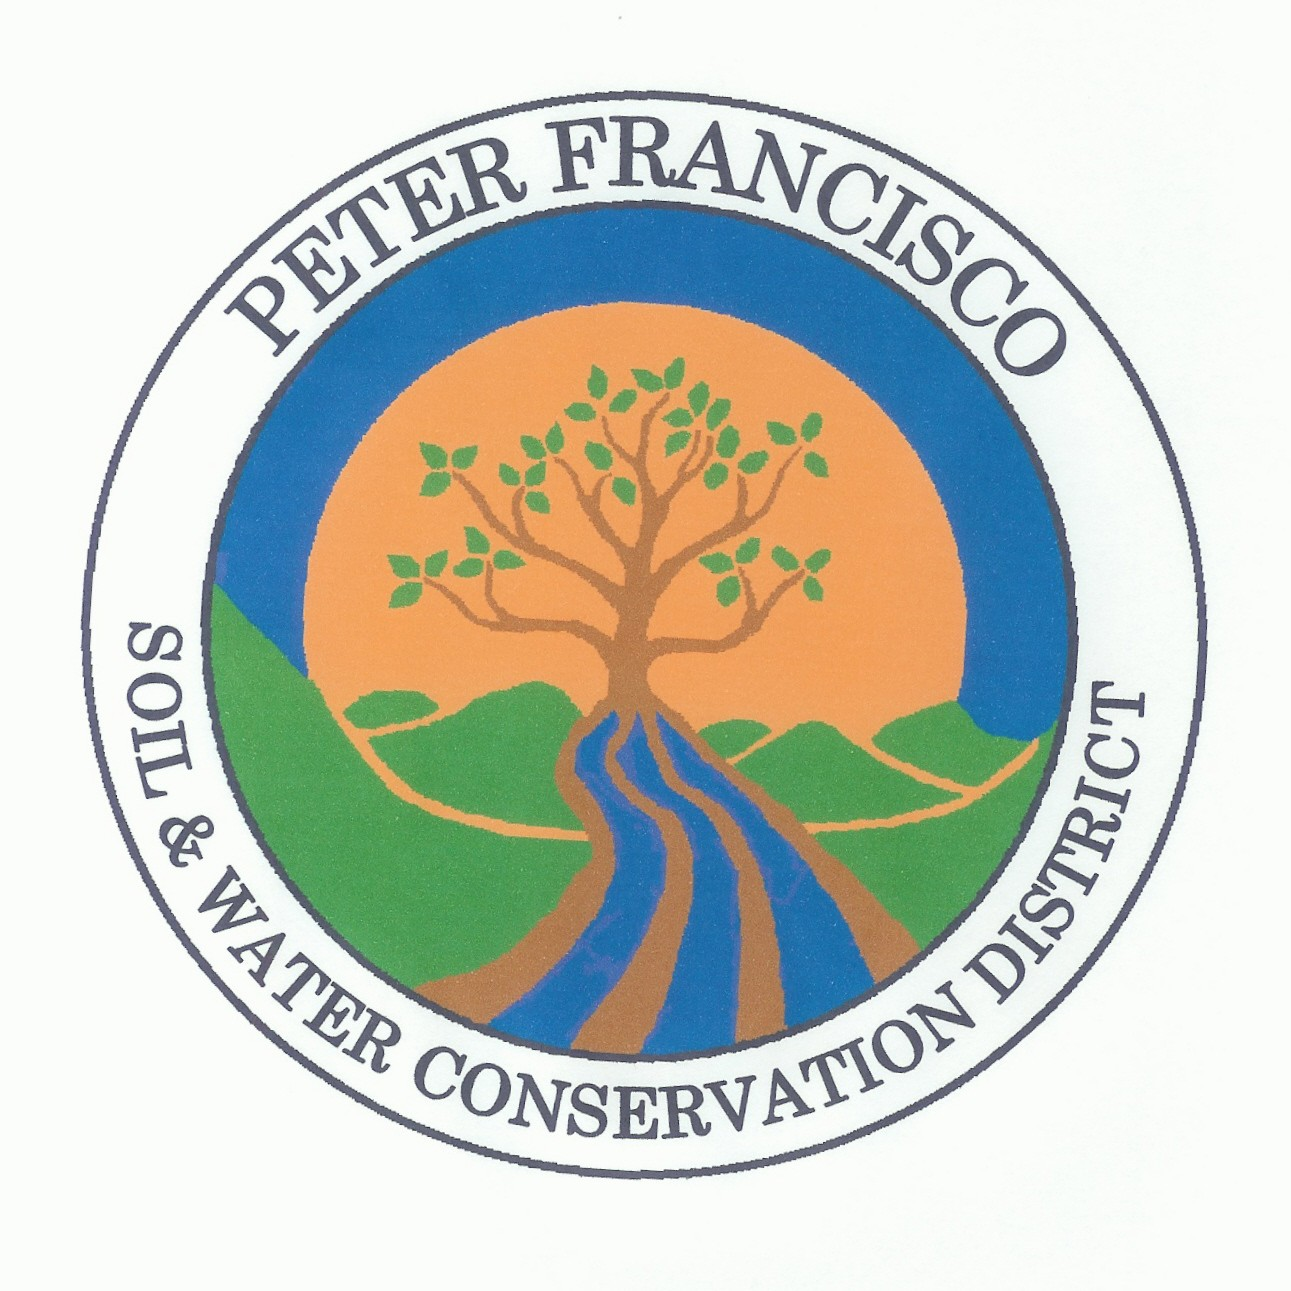 PETER FRANCISCO
SOIL & WATER CONSERVATION DISTRICT